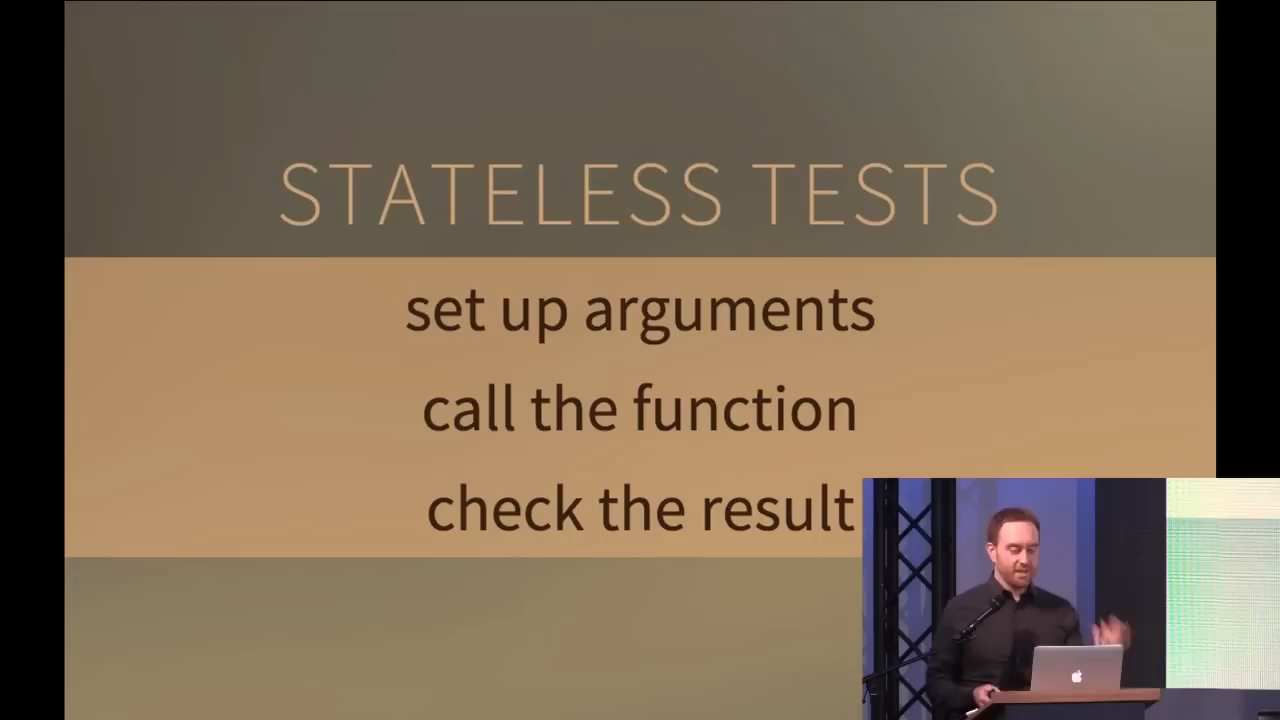 STATELESS TESTS
set up arguments
call the function
check the result